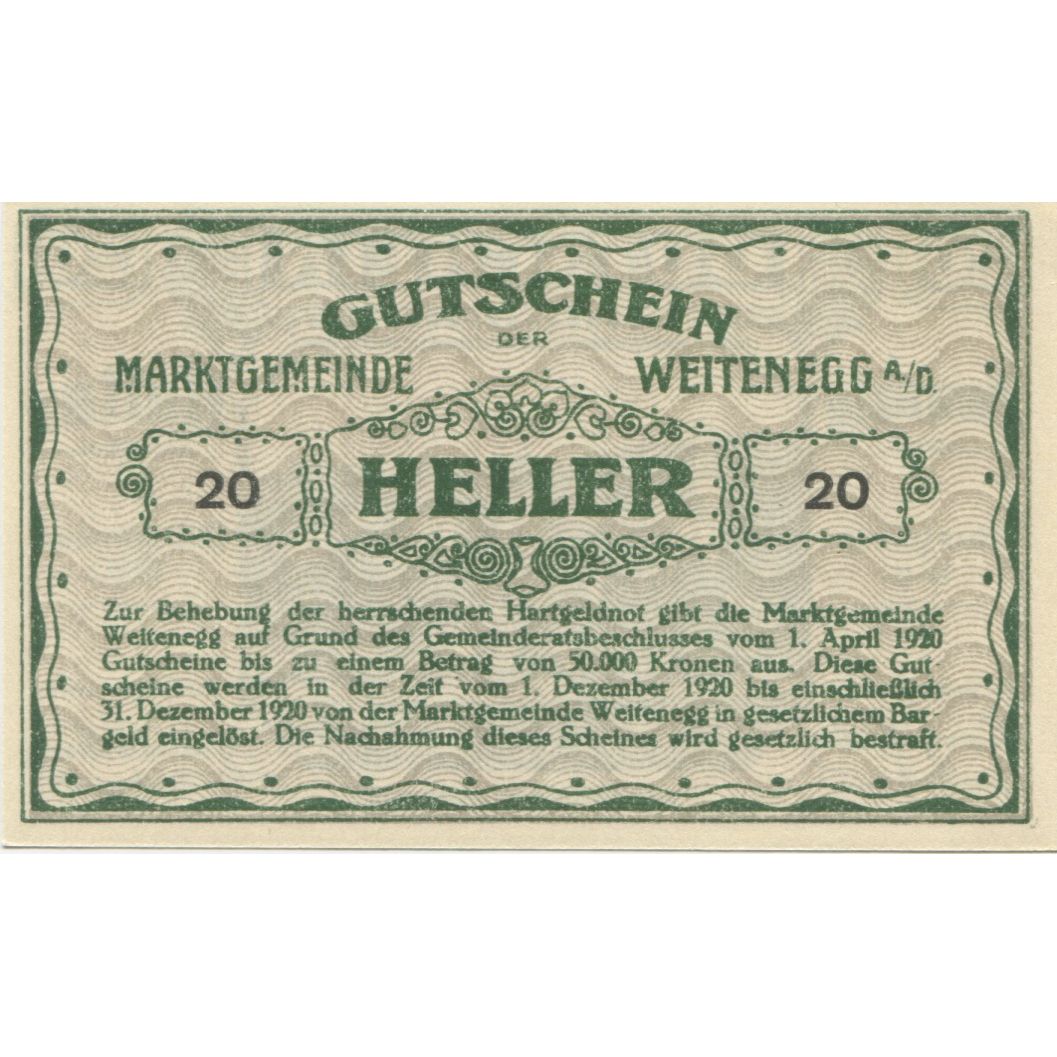 GUTSCHEIN
DER
MARKTGEMEINDE WEITENEGG A./D.
20 HELLER 20
Zur Behebung der herrschenden Hartgeldnot gibt die Marktgemeinde
Weitenegg auf Grund des Gemeinderatsbeschlusses vom 1. April 1920
Gutscheine bis zu einem Betrag von 50.000 Kronen aus. Diese Gut-
scheine werden in der Zeit vom 1. Dezember 1920 bis einschließlich
31. Dezember 1920 von der Marktgemeinde Weitenegg in gesetzlichem Bar-
geld eingelöst. Die Nachahmung dieses Scheines wird gesetzlich bestraft.